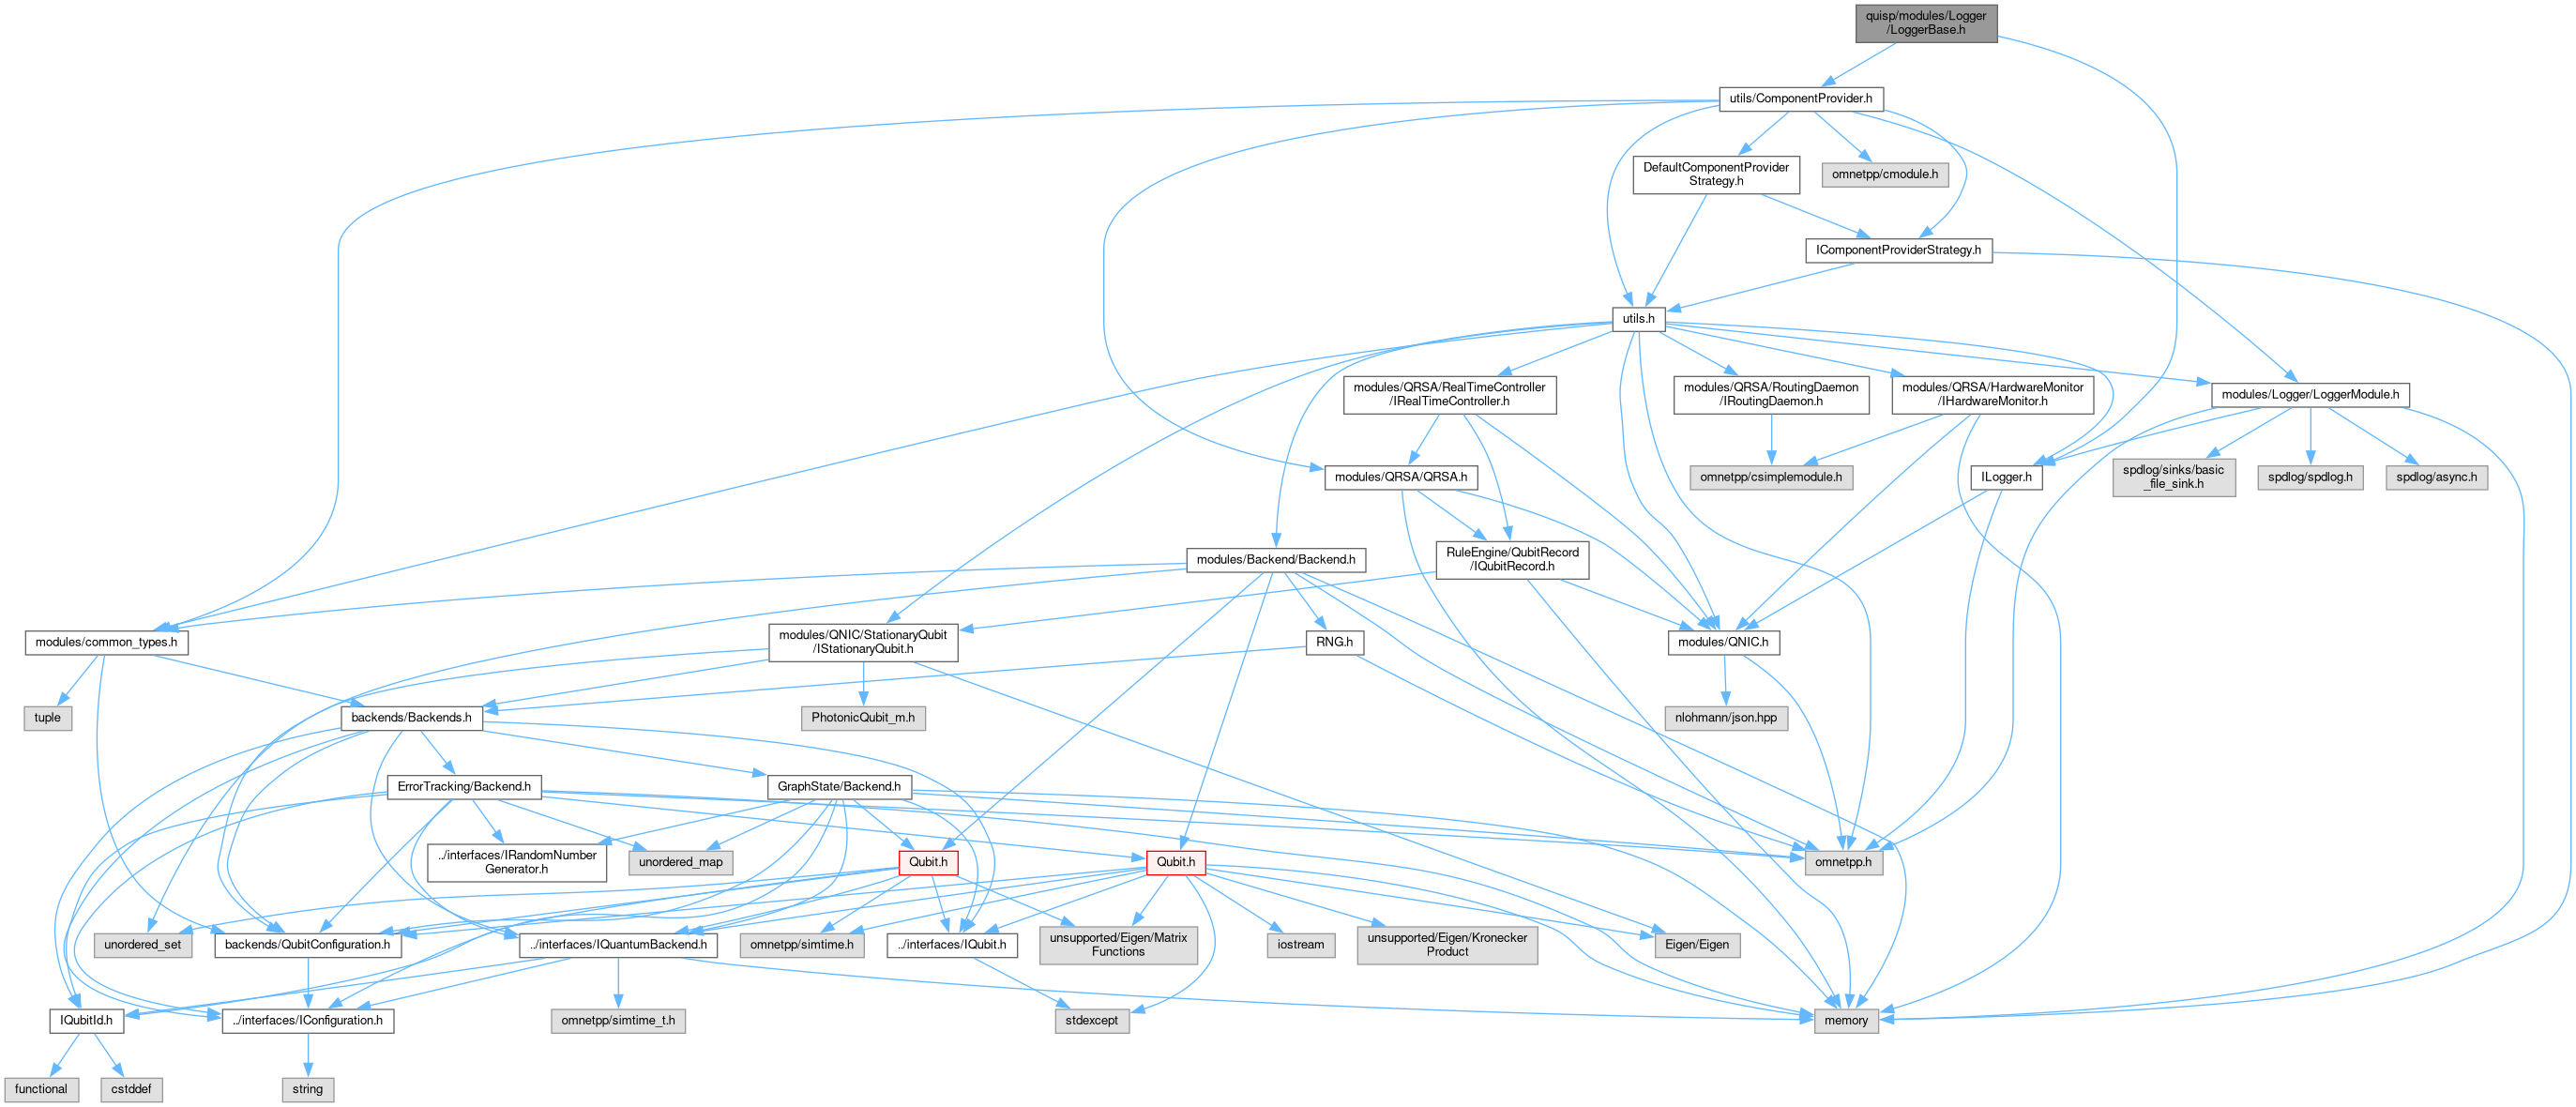 quisp/modules/Logger
/LoggerBase.h
utils/ComponentProvider.h
DefaultComponentProvider
Strategy.h
omnetpp/cmodule.h
IComponentProviderStrategy.h
utils.h
modules/QRSA/RealTimeController
/IRealTimeController.h
modules/QRSA/RoutingDaemon
/IRoutingDaemon.h
modules/QRSA/HardwareMonitor
/IHardwareMonitor.h
modules/Logger/LoggerModule.h
modules/QRSA/QRSA.h
omnetpp/csimplemodule.h
ILogger.h
spdlog/sinks/basic
_file_sink.h
spdlog/spdlog.h
spdlog/async.h
modules/Backend/Backend.h
RuleEngine/QubitRecord
/IQubitRecord.h
modules/common_types.h
modules/QNIC/StationaryQubit
/IStationaryQubit.h
RNG.h
modules/QNIC.h
tuple
backends/Backends.h
PhotonicQubit_m.h
nlohmann/json.hpp
ErrorTracking/Backend.h
GraphState/Backend.h
../interfaces/IRandomNumber
Generator.h
unordered_map
Qubit.h
Qubit.h
omnetpp.h
unordered_set
backends/QubitConfiguration.h
../interfaces/IQuantumBackend.h
omnetpp/simtime.h
../interfaces/IQubit.h
unsupported/Eigen/Matrix
Functions
iostream
unsupported/Eigen/Kronecker
Product
Eigen/Eigen
IQubitId.h
../interfaces/IConfiguration.h
omnetpp/simtime_t.h
stdexcept
memory
functional
cstddef
string